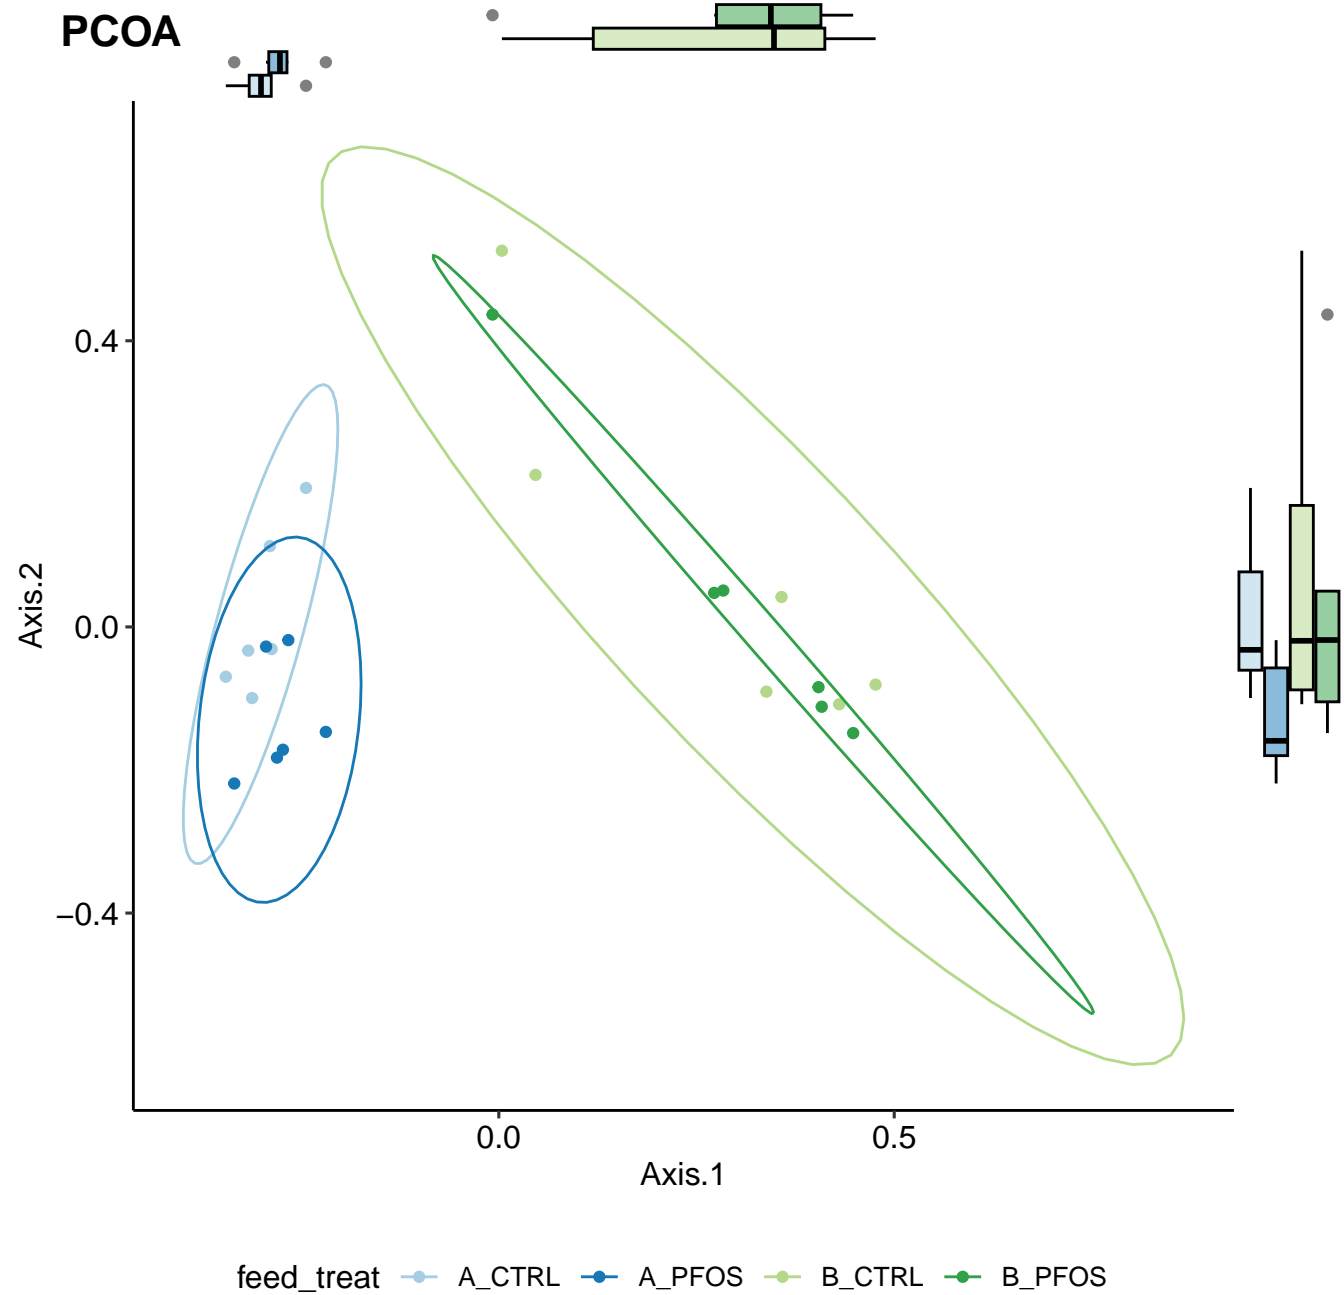 PCOA
Axis.2
0.4
0.0
−0.4
0.0 0.5
Axis.1
feed_treat A_CTRL A_PFOS B_CTRL B_PFOS